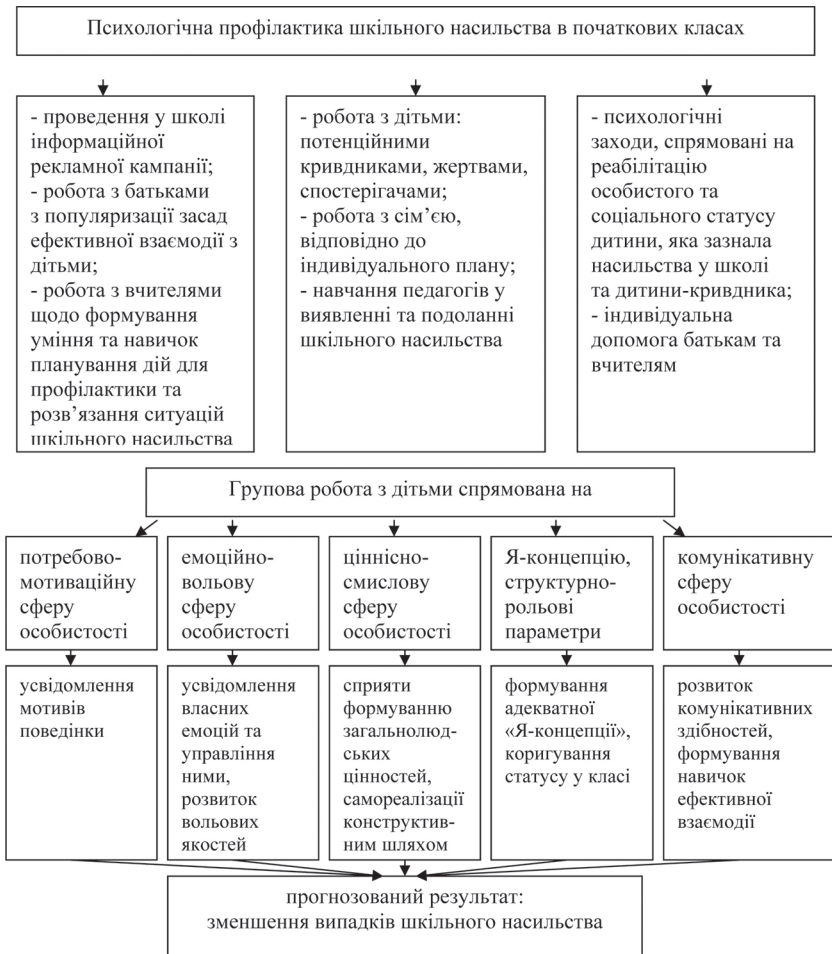 Психологічна профілактика шкільного насильства в початкових класах
- проведення у школі
інформаційної
рекламної кампанії;
- робота з батьками
з популяризації засад
ефективної взаємодії з
дітьми;
- робота з вчителями
щодо формування
уміння та навичок
планування дій для
профілактики та
розв’язання ситуацій
шкільного насильства
- робота з дітьми:
потенційними
кривдниками, жертвами,
спостерігачами;
- робота з сім’єю,
відповідно до
індивідуального плану;
- навчання педагогів у
виявленні та подоланні
шкільного насильства
- психологічні
заходи, спрямовані на
реабілітацію
особистого та
соціального статусу
дитини, яка зазнала
насильства у школі
та дитини-кривдника;
- індивідуальна
допомога батькам та
вчителям
Групова робота з дітьми спрямована на
потребово-
мотиваційну
сферу
особистості
емоційно-
вольову
сферу
особистості
ціннісно-
смислову
сферу
особистості
Я-концепцію,
структурно-
рольові
параметри
комунікативну
сферу
особистості
усвідомлення
мотивів
поведінки
усвідомлення
власних
емоцій та
управління
ними,
розвиток
вольових
якостей
сприяти
формуванню
загальнолюд-
ських
цінностей,
самореалізації
конструктив-
ним шляхом
формування
адекватної
«Я-концепції»,
коригування
статусу у класі
розвиток
комунікативних
здібностей,
формування
навичок
ефективної
взаємодії
прогнозований результат:
зменшення випадків шкільного насильства